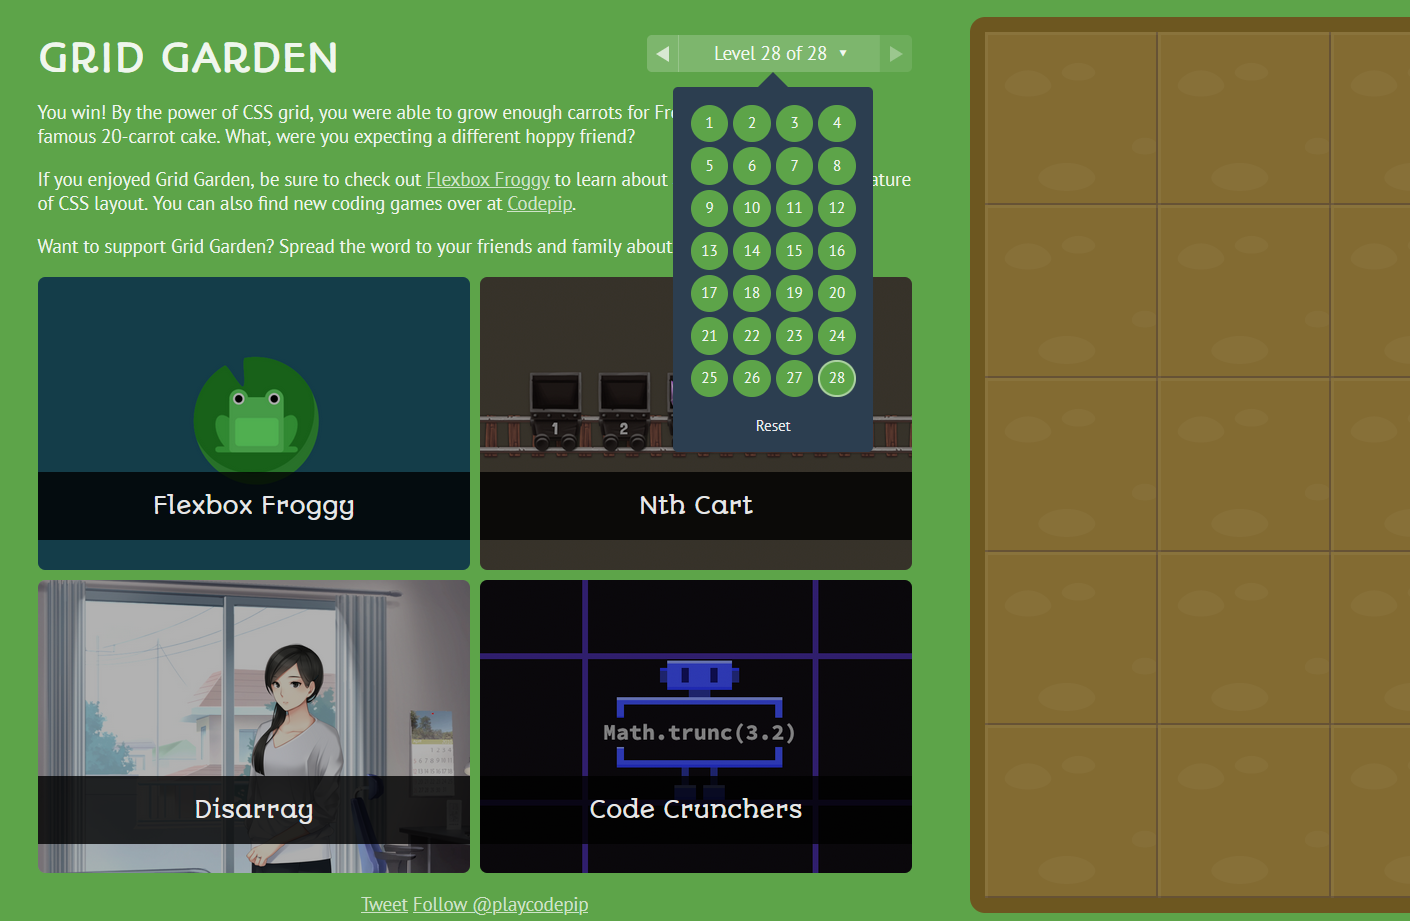 GRID GARDEN
Level 28 of 28
You win! By the power of CSS grid, you were able to grow enough carrots for Fr
famous 20-carrot cake. What, were you expecting a different hoppy friend?
If you enjoyed Grid Garden, be sure to check out Flexbox Froggy to learn about ature
of CSS layout. You can also find new coding games over at Codepip.
Want to support Grid Garden? Spread the word to your friends and family about
1 2 3 4
5 6 7 8
9 10 11 12
13 14 15 16
17 18 19 20
21 22 23 24
25 26 27 28
Reset
1 2
Flexbox Froggy
Nth Cart
Math.trunc(3.2)
Disarray
Code Crunchers
Tweet Follow @playcodepip